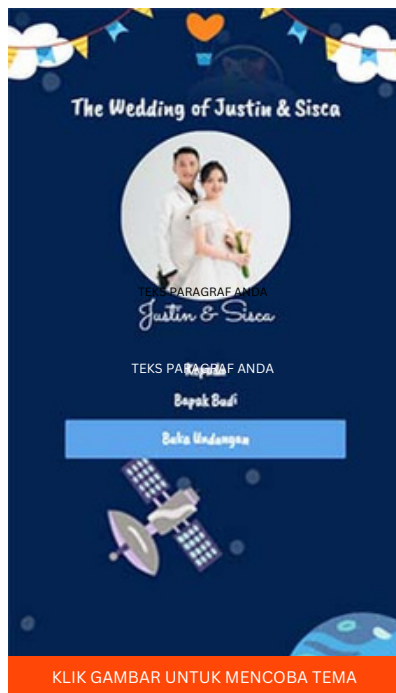 The Wedding of Justin & Sisca
TEKS PARAGRAF ANDA
Justin & Sisca
TEKS PARAGRAF ANDA
Kepada
Bapak Budi
Buka Undangan
KLIK GAMBAR UNTUK MENCOBA TEMA